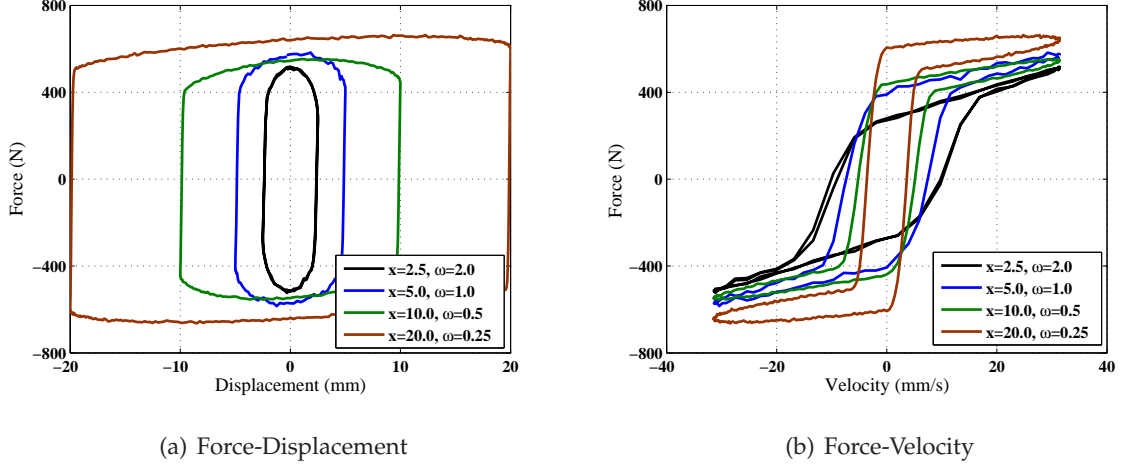 800
400
0
−400
−800
Force (N)
−20
−10
0
10
20
Displacement (mm)
x=2.5, ω=2.0
x=5.0, ω=1.0
x=10.0, ω=0.5
x=20.0, ω=0.25
(a) Force-Displacement
800
400
0
−400
−800
Force (N)
−40
−20
0
20
40
Velocity (mm/s)
x=2.5, ω=2.0
x=5.0, ω=1.0
x=10.0, ω=0.5
x=20.0, ω=0.25
(b) Force-Velocity